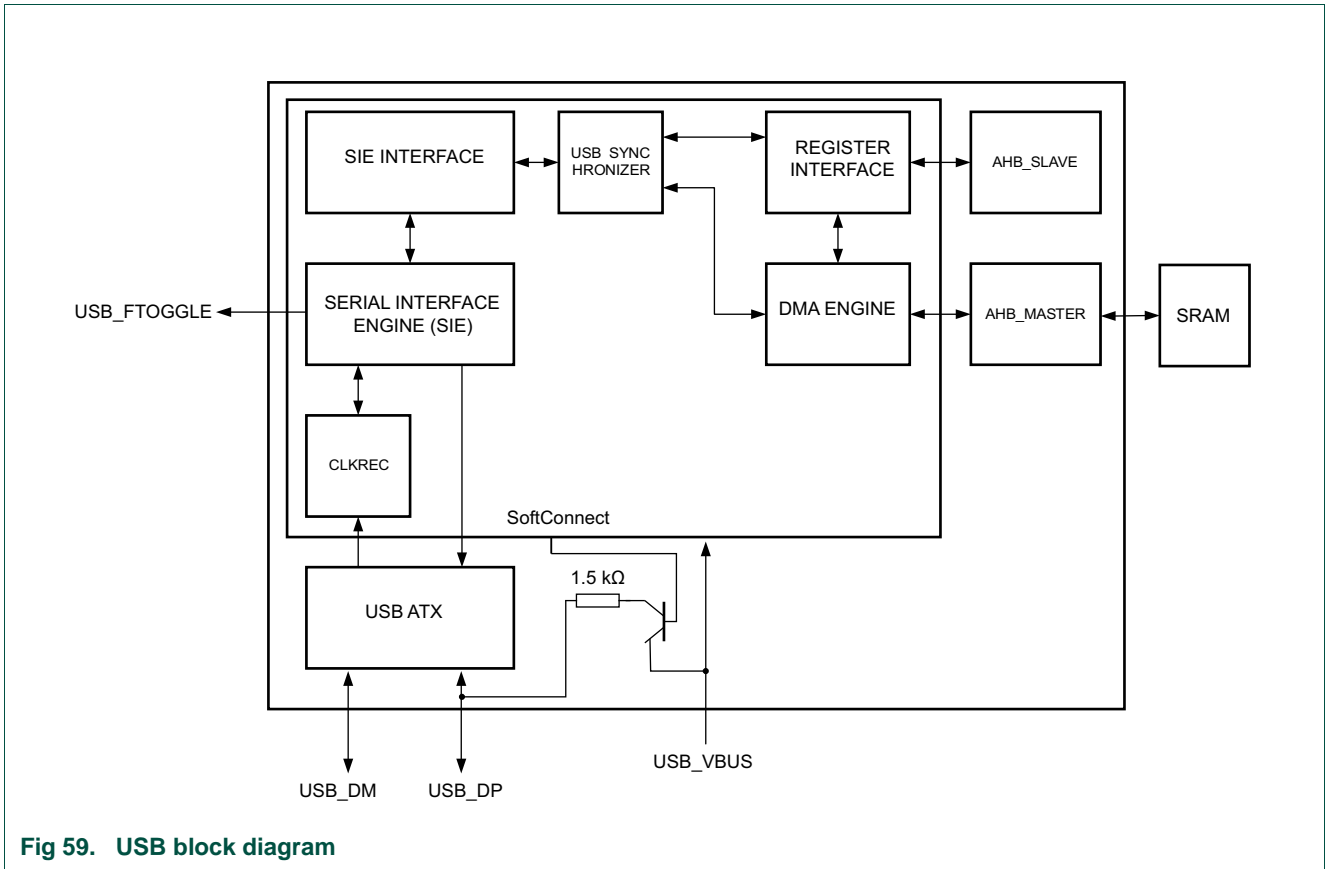 SIE INTERFACE
USB SYNC
HRONIZER
REGISTER
INTERFACE
AHB_SLAVE
USB_FTOGGLE
SERIAL INTERFACE
ENGINE (SIE)
DMA ENGINE
AHB_MASTER
SRAM
CLKREC
SoftConnect
USB ATX
1.5 kΩ
USB_DM
USB_DP
USB_VBUS
Fig 59. USB block diagram